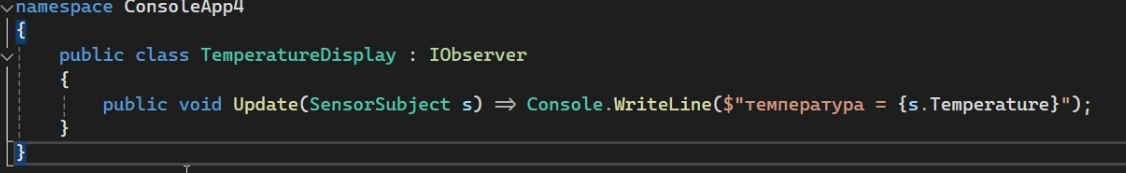 namespace ConsoleApp4
{
    public class TemperatureDisplay : IObserver
    {
        public void Update(SensorSubject s) => Console.WriteLine($"температура = {s.Temperature}");
    }
}